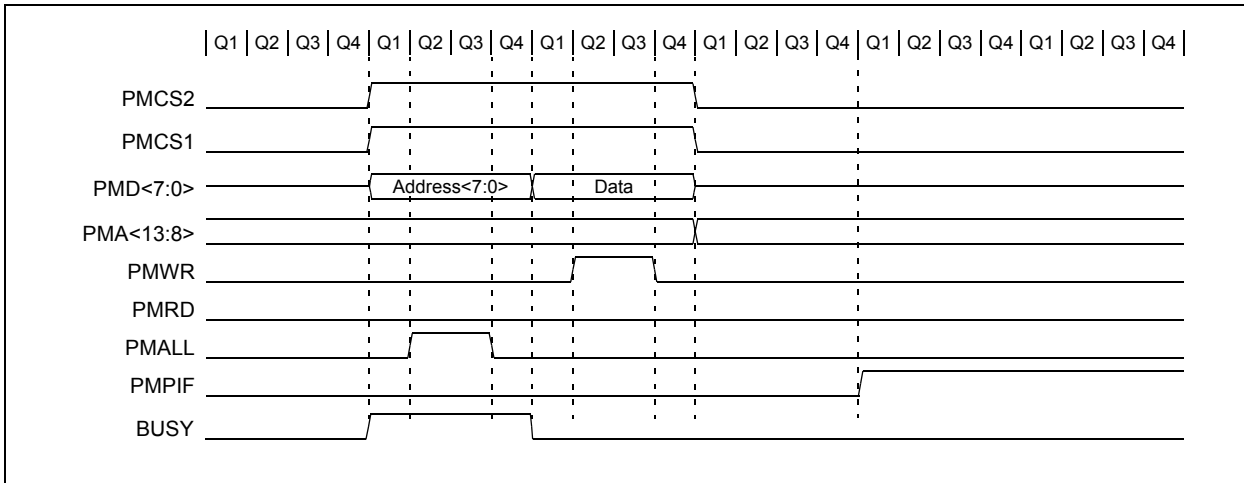 Q1 Q2 Q3 Q4 Q1 Q2 Q3 Q4 Q1 Q2 Q3 Q4 Q1 Q2 Q3 Q4 Q1 Q2 Q3 Q4 Q1 Q2 Q3 Q4
PMCS2
PMCS1
PMD<7:0> Address<7:0> Data
PMA<13:8>
PMWR
PMRD
PMALL
PMPIF
BUSY